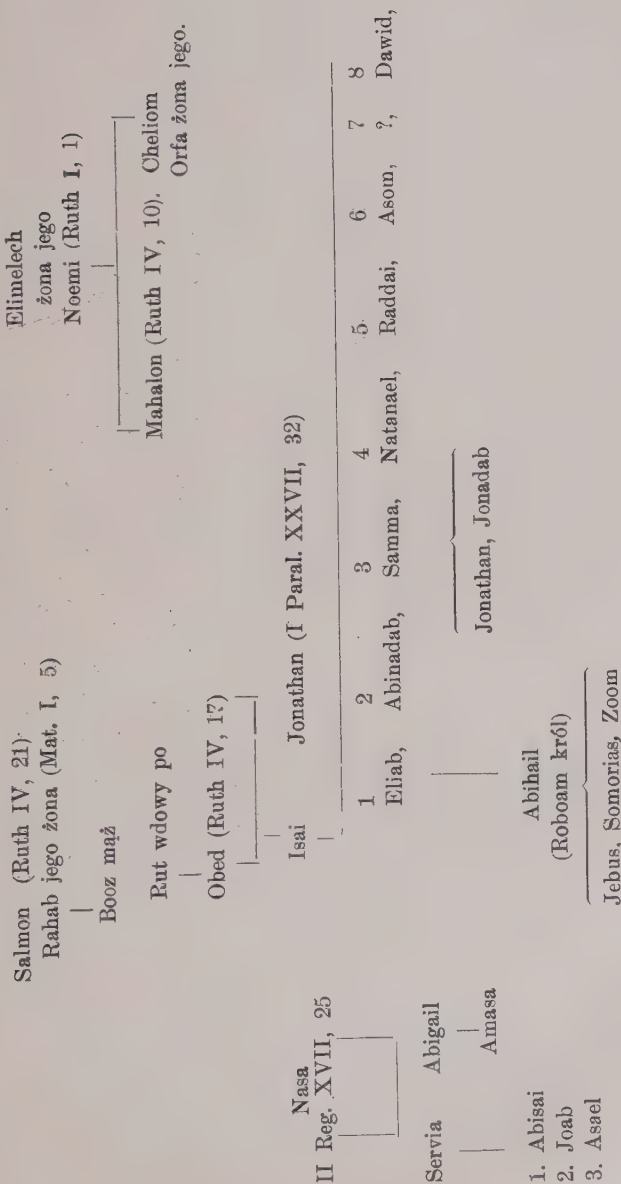 Salmon (Ruth IV, 21)
Rahab jego żona (Mat. I, 5)
Booz mąż
Rut wdowy po
Obed (Ruth IV, 17)
Elimelech
żona jego
Noemi (Ruth I, 1)
Mahalon (Ruth IV, 10). Cheliom
Orfa żona jego.
Isai Jonathan (I Paral. XXVII, 32)
1 2 3 4 5 6 7 8
Eliab, Abinadab, Samma, Natanael, Raddai, Asom, ?, Dawid,
Jonathan, Jonadab
Abihail
(Roboam król)
Jebus, Somorias, Zoom
Nasa
II Reg. XVII, 25
Servia Abigail
Amasa
1. Abisai
2. Joab
3. Asael